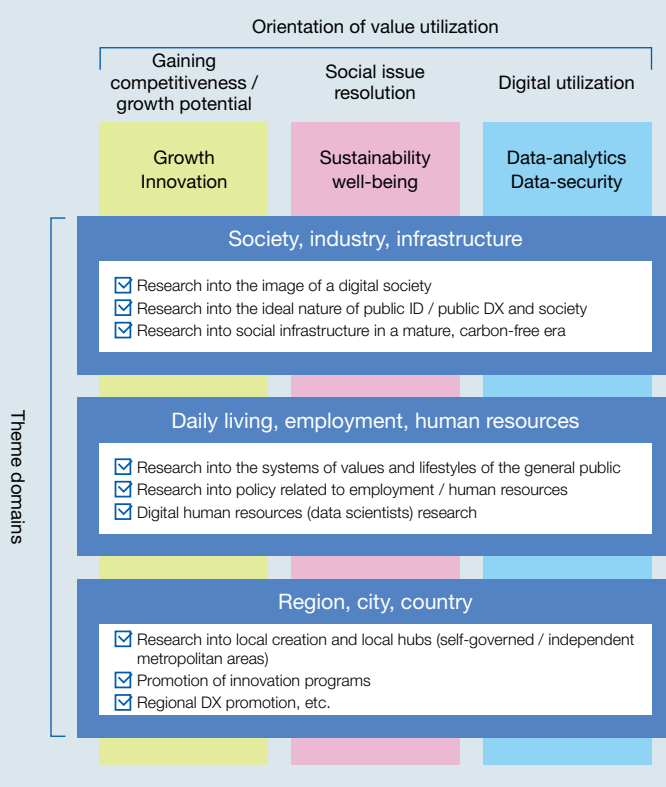 Orientation of value utilization
Gaining
competitiveness /
growth potential
Social issue
resolution
Digital utilization
Growth
Innovation
Sustainability
well-being
Data-analytics
Data-security
Theme domains
Society, industry, infrastructure
Research into the image of a digital society
Research into the ideal nature of public ID / public DX and society
Research into social infrastructure in a mature, carbon-free era
Daily living, employment, human resources
Research into the systems of values and lifestyles of the general public
Research into policy related to employment / human resources
Digital human resources (data scientists) research
Region, city, country
Research into local creation and local hubs (self-governed / independent
metropolitan areas)
Promotion of innovation programs
Regional DX promotion, etc.